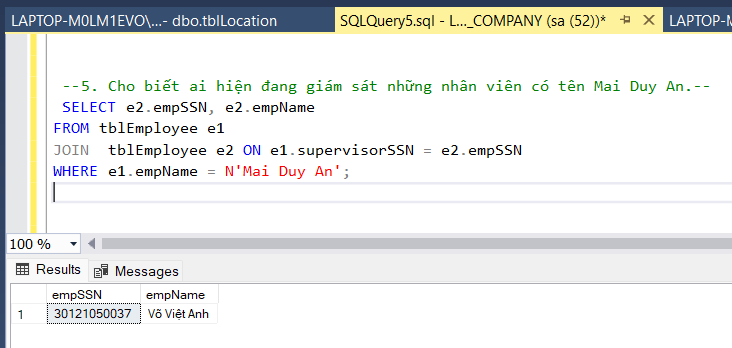 LAPTOP-M0LM1EVO\...- dbo.tblLocation
SQLQuery5.sql - L..._COMPANY (sa (52))*
LAPTOP-M
--5. Cho biết ai hiện đang giám sát những nhân viên có tên Mai Duy An.--
SELECT e2.empSSN, e2.empName
FROM tblEmployee e1
JOIN  tblEmployee e2 ON e1.supervisorSSN = e2.empSSN
WHERE e1.empName = N'Mai Duy An';
100 %
Results
Messages
empSSN empName
1 30121050037 Võ Việt Anh